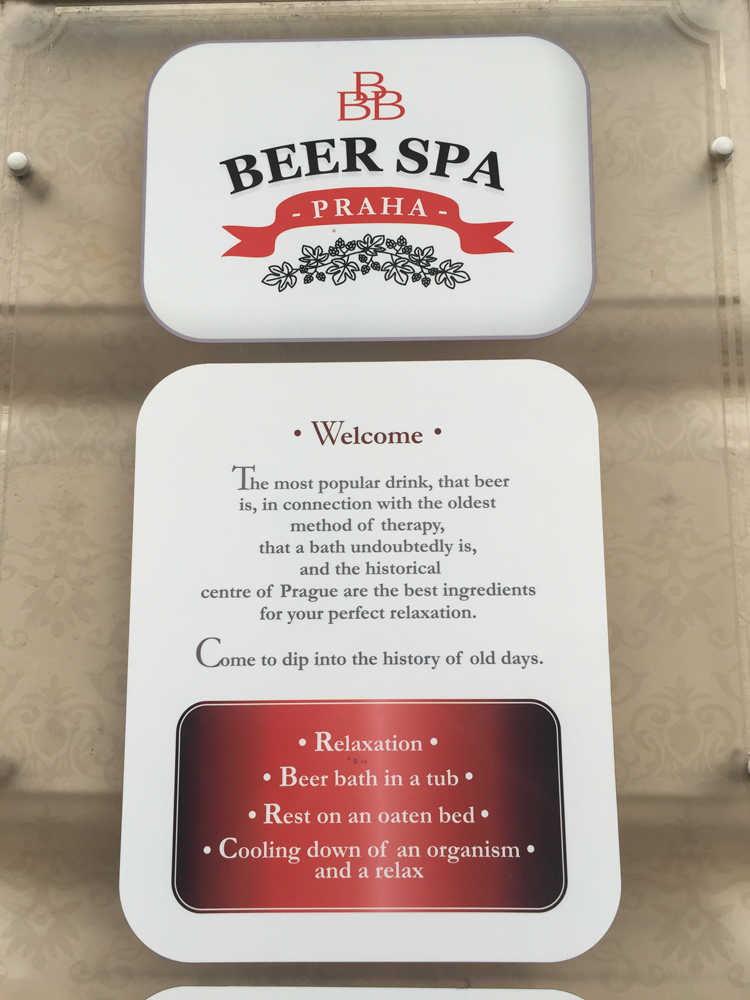 B
BBB
BEER SPA
- PRAHA -
• Welcome •
The most popular drink, that beer
is, in connection with the oldest
method of therapy,
that a bath undoubtedly is,
and the historical
centre of Prague are the best ingredients
for your perfect relaxation.
Come to dip into the history of old days.
• Relaxation •
• Beer bath in a tub •
• Rest on an oaten bed •
• Cooling down of an organism •
and a relax